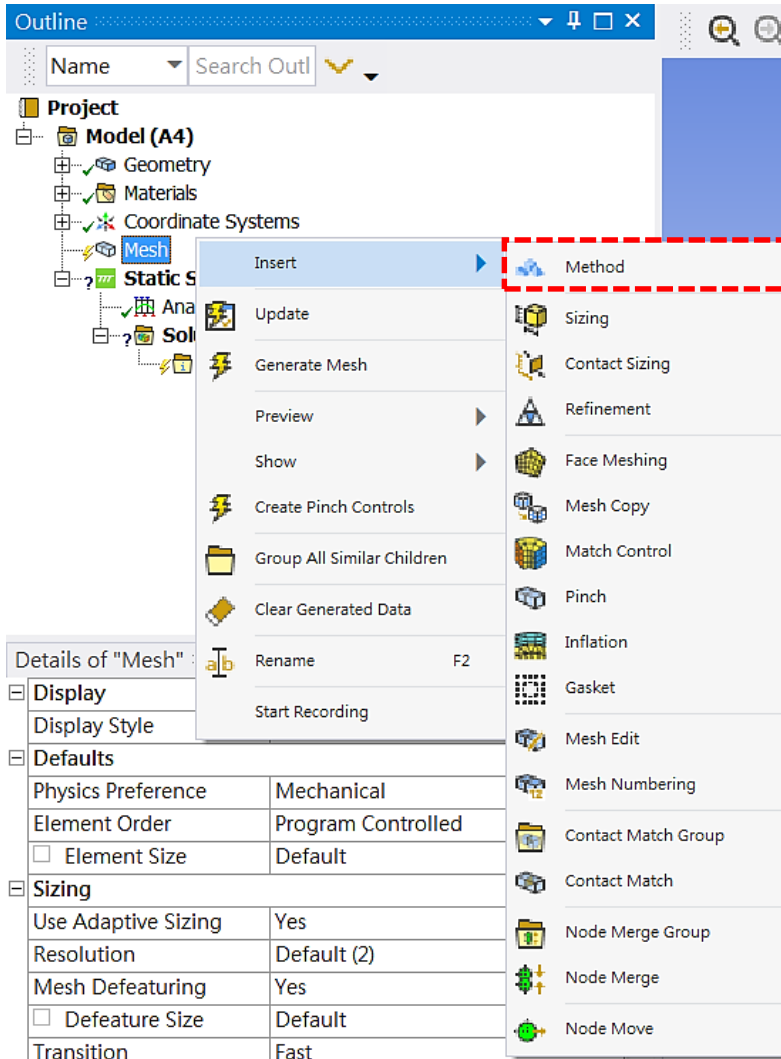 Outline
Name
Search Outl
Project
Model (A4)
Geometry
Materials
Coordinate Systems
Mesh
Static S
Ana
Sol
Insert
Update
Generate Mesh
Preview
Show
Create Pinch Controls
Group All Similar Children
Clear Generated Data
Rename F2
Start Recording
Method
Sizing
Contact Sizing
Refinement
Face Meshing
Mesh Copy
Match Control
Pinch
Inflation
Gasket
Mesh Edit
Mesh Numbering
Contact Match Group
Contact Match
Node Merge Group
Node Merge
Node Move
Details of "Mesh"
Display
Display Style
Defaults
Physics Preference Mechanical
Element Order Program Controlled
Element Size Default
Sizing
Use Adaptive Sizing Yes
Resolution Default (2)
Mesh Defeaturing Yes
Defeature Size Default
Transition Fast